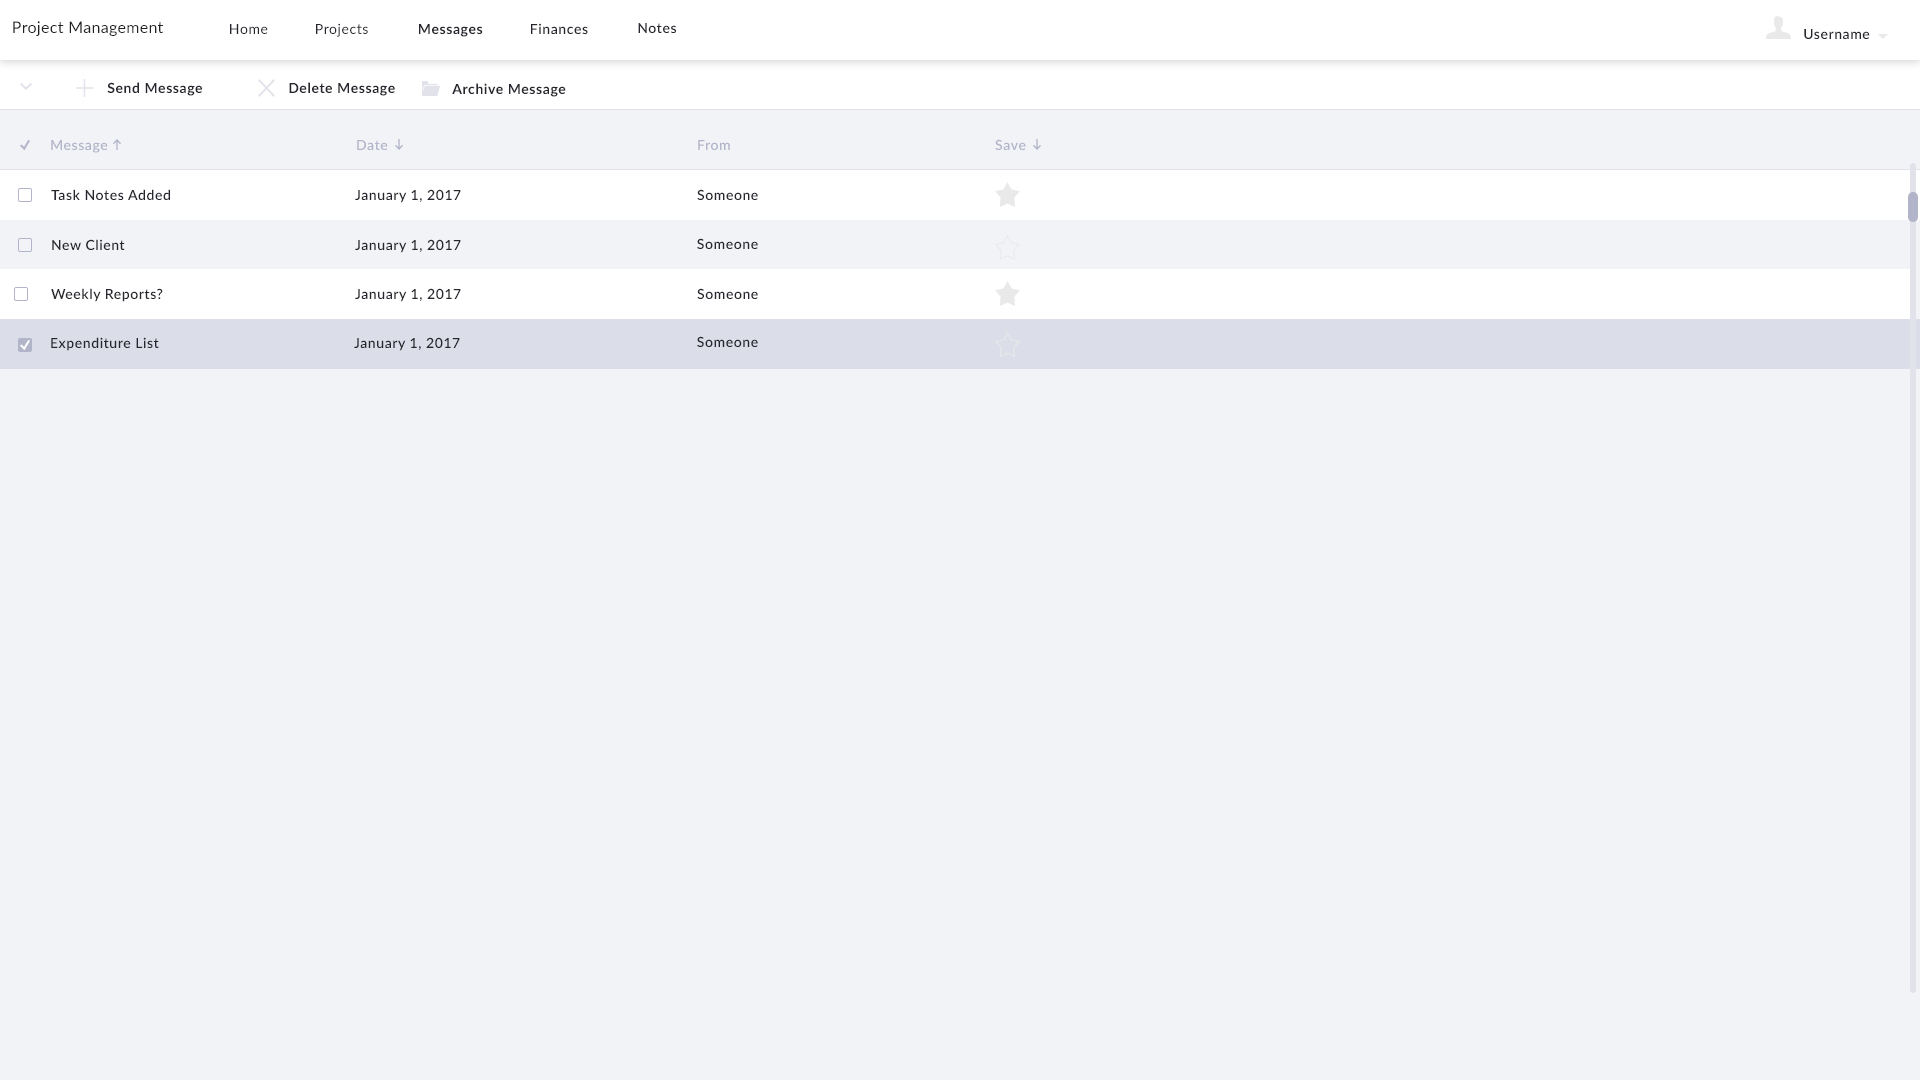 Project Management Home Projects Messages Finances Notes Username
Send Message Delete Message Archive Message
Message Date From Save
Task Notes Added January 1, 2017 Someone
New Client January 1, 2017 Someone
Weekly Reports? January 1, 2017 Someone
Expenditure List January 1, 2017 Someone